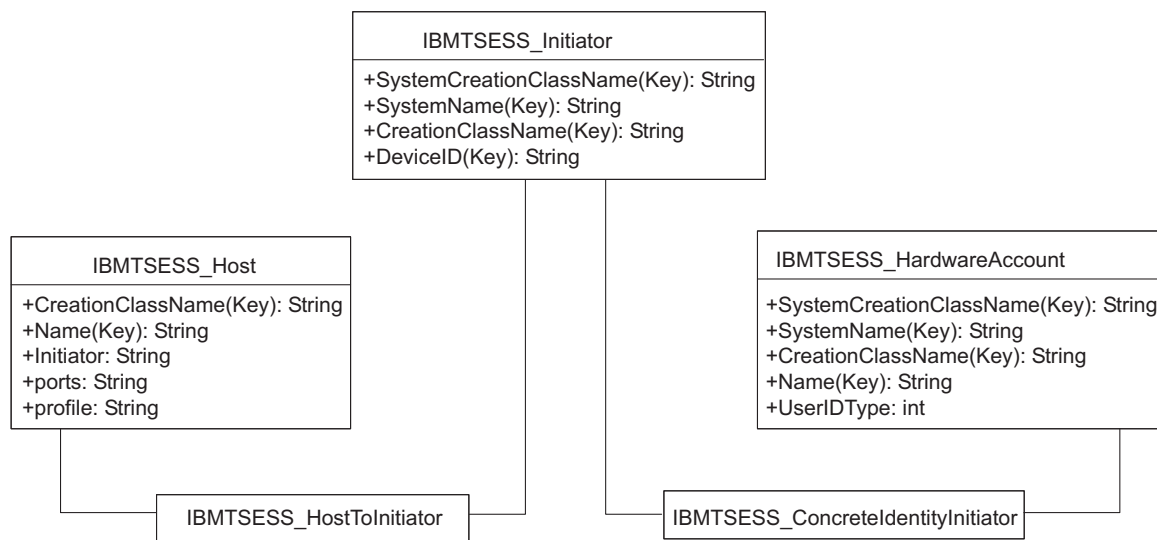 IBMTSESS_Initiator
+SystemCreationClassName(Key): String
+SystemName(Key): String
+CreationClassName(Key): String
+DeviceID(Key): String
IBMTSESS_Host
+CreationClassName(Key): String
+Name(Key): String
+Initiator: String
+ports: String
+profile: String
IBMTSESS_HardwareAccount
+SystemCreationClassName(Key): String
+SystemName(Key): String
+CreationClassName(Key): String
+Name(Key): String
+UserIDType: int
IBMTSESS_HostToInitiator
IBMTSESS_ConcreteIdentityInitiator